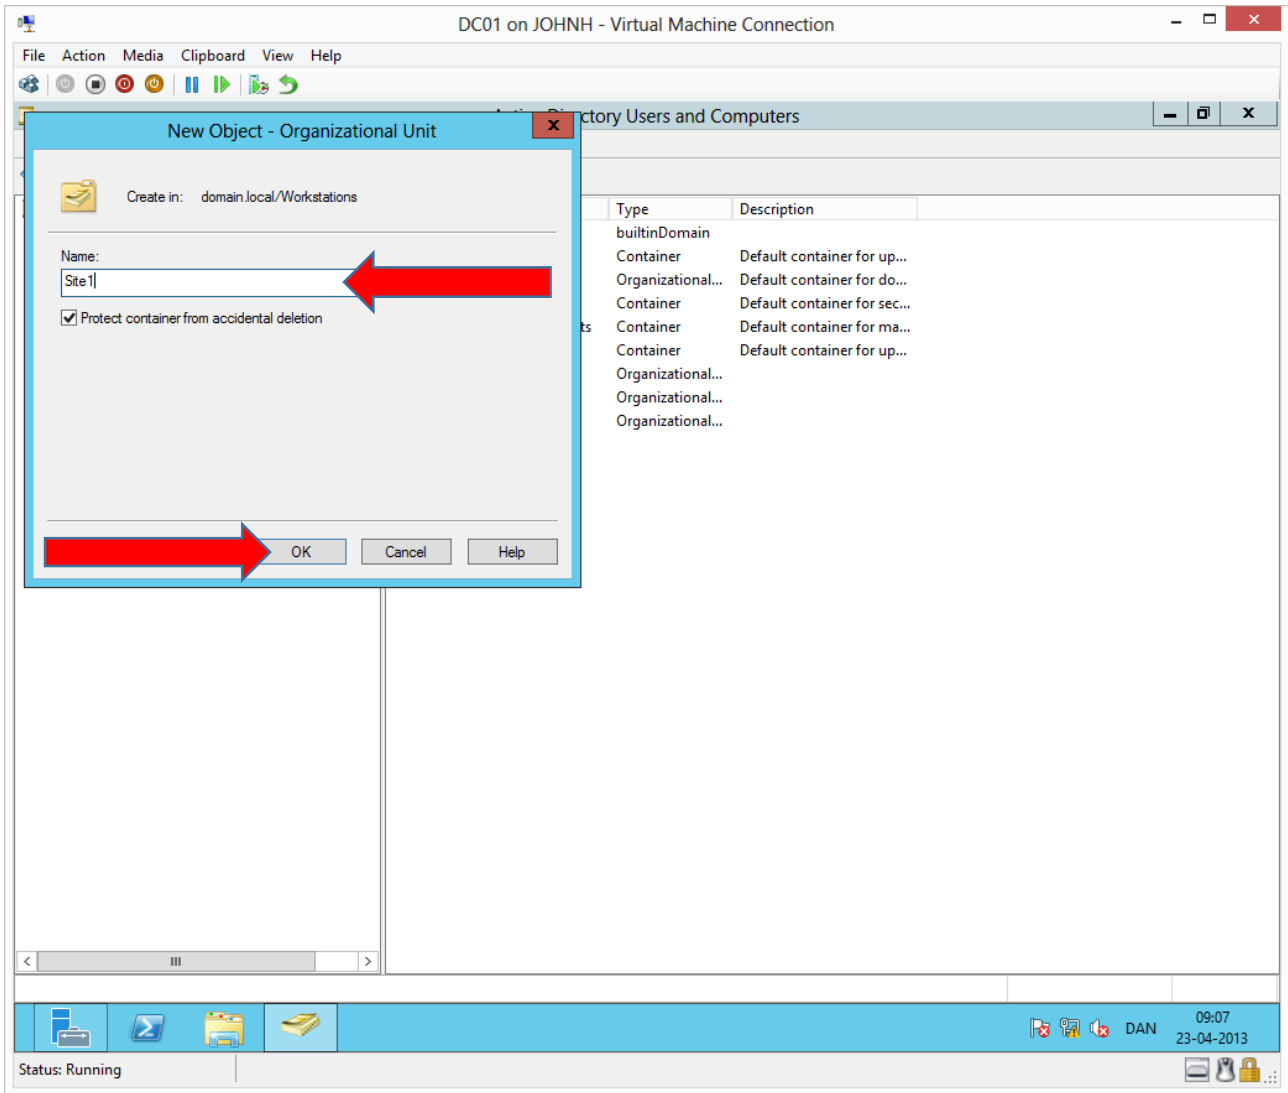 DC01 on JOHNH - Virtual Machine Connection
File Action Media Clipboard View Help
Active Directory Users and Computers
New Object - Organizational Unit
Create in: domain.local/Workstations
Name:
Site1
Protect container from accidental deletion
OK Cancel Help
Type Description
builtinDomain
Container Default container for up...
Organizational... Default container for do...
Container Default container for sec...
ts Container Default container for ma...
Container Default container for up...
Organizational...
Organizational...
Organizational...
DAN
09:07
23-04-2013
Status: Running